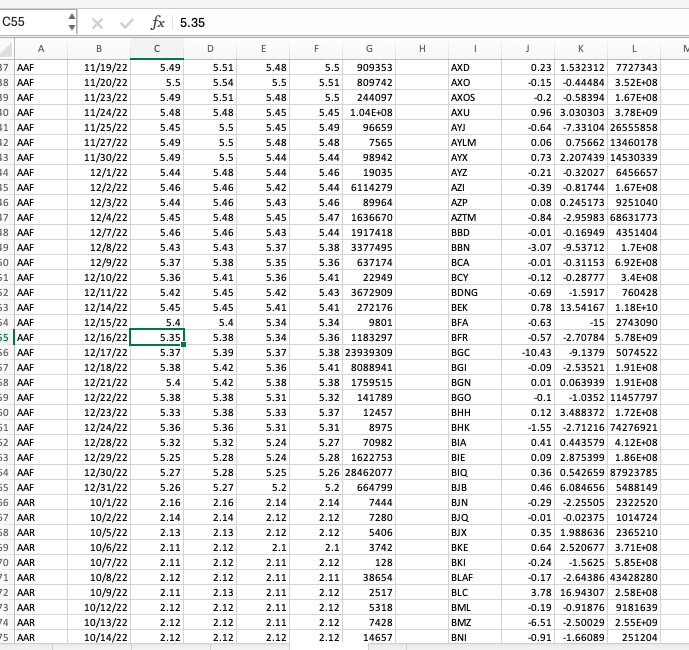 C55 fx 5.35
A B C D E F G H I J K L
37 AAF 11/19/22 5.49 5.51 5.48 5.5 909353 AXD 0.23 1.532312 7727343
38 AAF 11/20/22 5.5 5.54 5.5 5.51 809742 AXO -0.15 -0.44484 3.52E+08
39 AAF 11/23/22 5.49 5.51 5.48 5.5 244097 AXOS -0.2 -0.58394 1.67E+08
40 AAF 11/24/22 5.48 5.48 5.45 5.45 1.04E+08 AXU 0.96 3.030303 3.78E+09
41 AAF 11/25/22 5.45 5.5 5.45 5.49 96659 AYJ -0.64 -7.33104 26555858
42 AAF 11/27/22 5.49 5.5 5.48 5.48 7565 AYLM 0.06 0.75662 13460178
43 AAF 11/30/22 5.49 5.5 5.44 5.44 98942 AYX 0.73 2.207439 14530339
44 AAF 12/1/22 5.44 5.48 5.44 5.46 19035 AYZ -0.21 -0.32027 6456657
45 AAF 12/2/22 5.46 5.46 5.42 5.44 6114279 AZI -0.39 -0.81744 1.67E+08
46 AAF 12/3/22 5.44 5.46 5.43 5.46 89964 AZP 0.08 0.245173 9251040
47 AAF 12/4/22 5.45 5.48 5.45 5.47 1636670 AZTM -0.84 -2.95983 68631773
48 AAF 12/7/22 5.46 5.46 5.43 5.44 1917418 BBD -0.01 -0.16949 4351404
49 AAF 12/8/22 5.43 5.43 5.37 5.38 3377495 BBN -3.07 -9.53712 1.7E+08
50 AAF 12/9/22 5.37 5.38 5.35 5.36 637174 BCA -0.01 -0.31153 6.92E+08
51 AAF 12/10/22 5.36 5.41 5.36 5.41 22949 BCY -0.12 -0.28777 3.4E+08
52 AAF 12/11/22 5.42 5.45 5.42 5.43 3672909 BDNG -0.69 -1.5917 760428
53 AAF 12/14/22 5.45 5.45 5.41 5.41 272176 BEK 0.78 13.54167 1.18E+10
54 AAF 12/15/22 5.4 5.4 5.34 5.34 9801 BFA -0.63 -15 2743090
55 AAF 12/16/22 5.35 5.38 5.34 5.36 1183297 BFR -0.57 -2.70784 5.78E+09
56 AAF 12/17/22 5.37 5.39 5.37 5.38 23939309 BGC -10.43 -9.1379 5074522
57 AAF 12/18/22 5.38 5.42 5.36 5.41 8088941 BGI -0.09 -2.53521 1.91E+08
58 AAF 12/21/22 5.4 5.42 5.38 5.38 1759515 BGN 0.01 0.063939 1.91E+08
59 AAF 12/22/22 5.38 5.38 5.31 5.32 141789 BGO -0.1 -1.0352 11457797
60 AAF 12/23/22 5.33 5.38 5.33 5.37 12457 BHH 0.12 3.488372 1.72E+08
61 AAF 12/24/22 5.36 5.36 5.31 5.31 8975 BHK -1.55 -2.71216 74276921
62 AAF 12/28/22 5.32 5.32 5.24 5.27 70982 BIA 0.41 0.443579 4.12E+08
63 AAF 12/29/22 5.25 5.28 5.24 5.28 1622753 BIE 0.09 2.875399 1.86E+08
64 AAF 12/30/22 5.27 5.28 5.25 5.26 28462077 BIQ 0.36 0.542659 87923785
65 AAF 12/31/22 5.26 5.27 5.2 5.2 664799 BJB 0.46 6.084656 5488149
66 AAR 10/1/22 2.16 2.16 2.14 2.14 7444 BJN -0.29 -2.25505 2322520
67 AAR 10/2/22 2.14 2.14 2.12 2.12 7280 BJQ -0.01 -0.02375 1014724
68 AAR 10/5/22 2.13 2.13 2.12 2.12 5406 BJX 0.35 1.988636 2365210
69 AAR 10/6/22 2.11 2.12 2.1 2.1 3742 BKE 0.64 2.520677 3.71E+08
70 AAR 10/7/22 2.11 2.12 2.11 2.12 128 BKI -0.24 -1.5625 5.85E+08
71 AAR 10/8/22 2.12 2.12 2.11 2.11 38654 BLAF -0.17 -2.64386 43428280
72 AAR 10/9/22 2.11 2.13 2.11 2.12 2517 BLC 3.78 16.94307 2.58E+08
73 AAR 10/12/22 2.12 2.12 2.11 2.12 5318 BML -0.19 -0.91876 9181639
74 AAR 10/13/22 2.12 2.12 2.11 2.12 7428 BMZ -6.51 -2.50029 2.55E+09
75 AAR 10/14/22 2.12 2.12 2.12 2.12 14657 BNI -0.91 -1.66089 251204